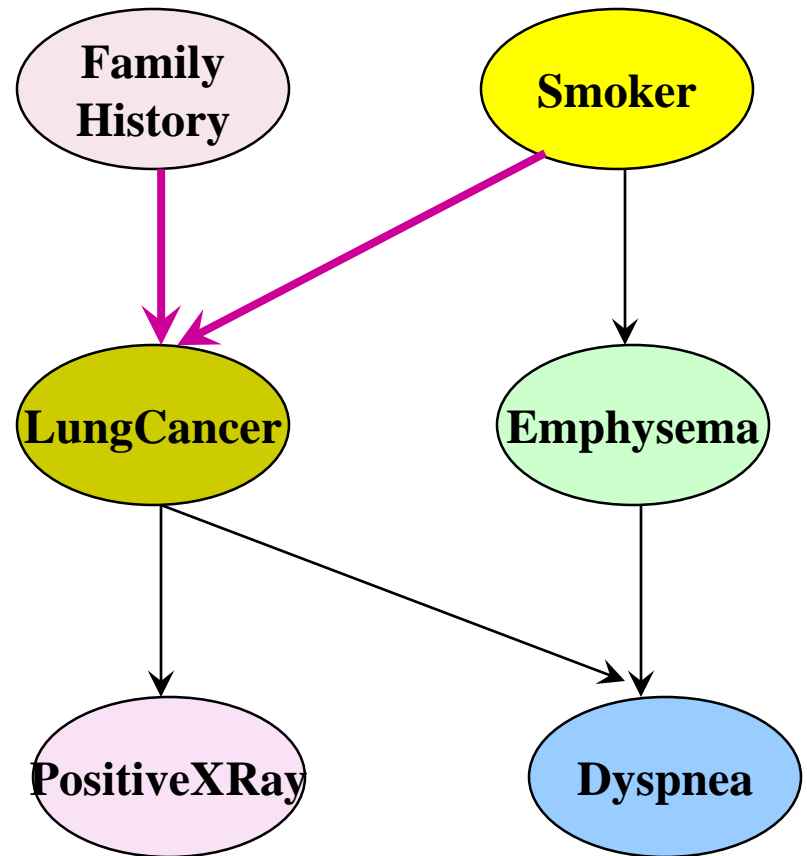 Family
History
Smoker
LungCancer
Emphysema
PositiveXRay
Dyspnea